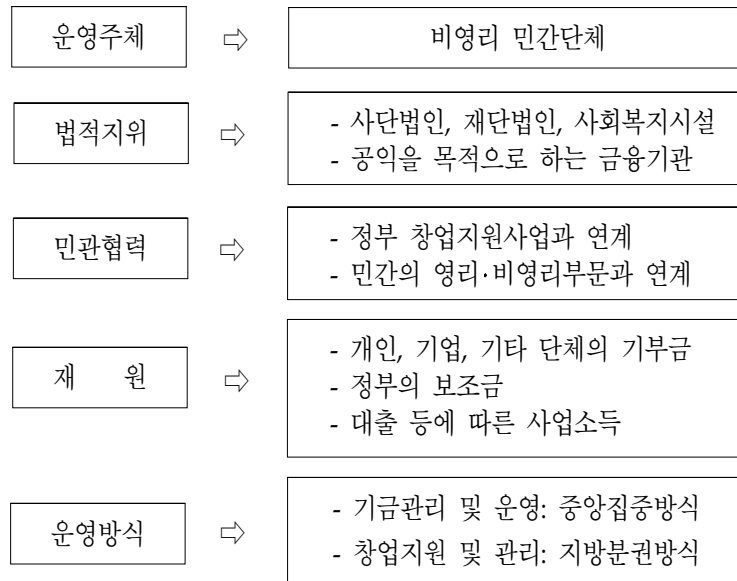 운영주체 ⇨ 비영리 민간단체
법적지위 ⇨ - 사단법인, 재단법인, 사회복지시설
- 공익을 목적으로 하는 금융기관
민관협력 ⇨ - 정부 창업지원사업과 연계
- 민간의 영리·비영리부문과 연계
재 원 ⇨ - 개인, 기업, 기타 단체의 기부금
- 정부의 보조금
- 대출 등에 따른 사업소득
운영방식 ⇨ - 기금관리 및 운영: 중앙집중방식
- 창업지원 및 관리: 지방분권방식